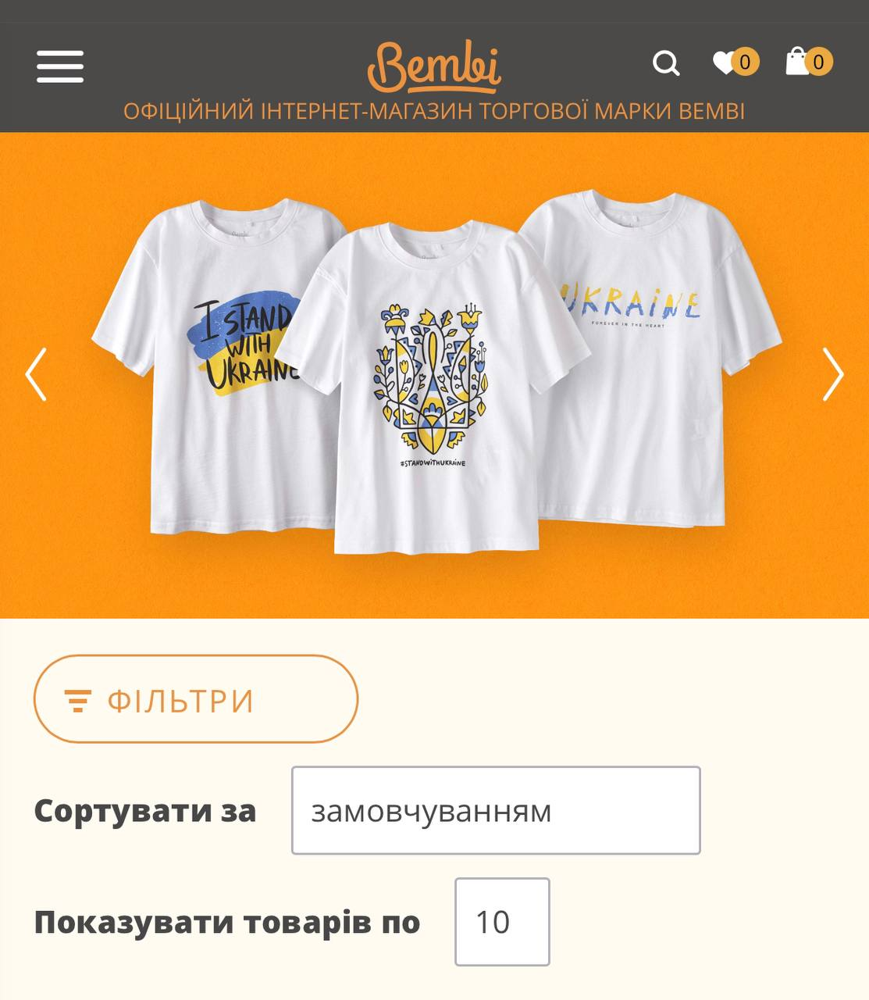 Bembi
0
0
ОФІЦІЙНИЙ ІНТЕРНЕТ-МАГАЗИН ТОРГОВОЇ МАРКИ BEMBI
I STAND
WITH
UKRAINE
#STANDWITHUKRAINE
UKRAINE
FOREVER IN THE HEART
ФІЛЬТРИ
Сортувати за
замовчуванням
Показувати товарів по
10